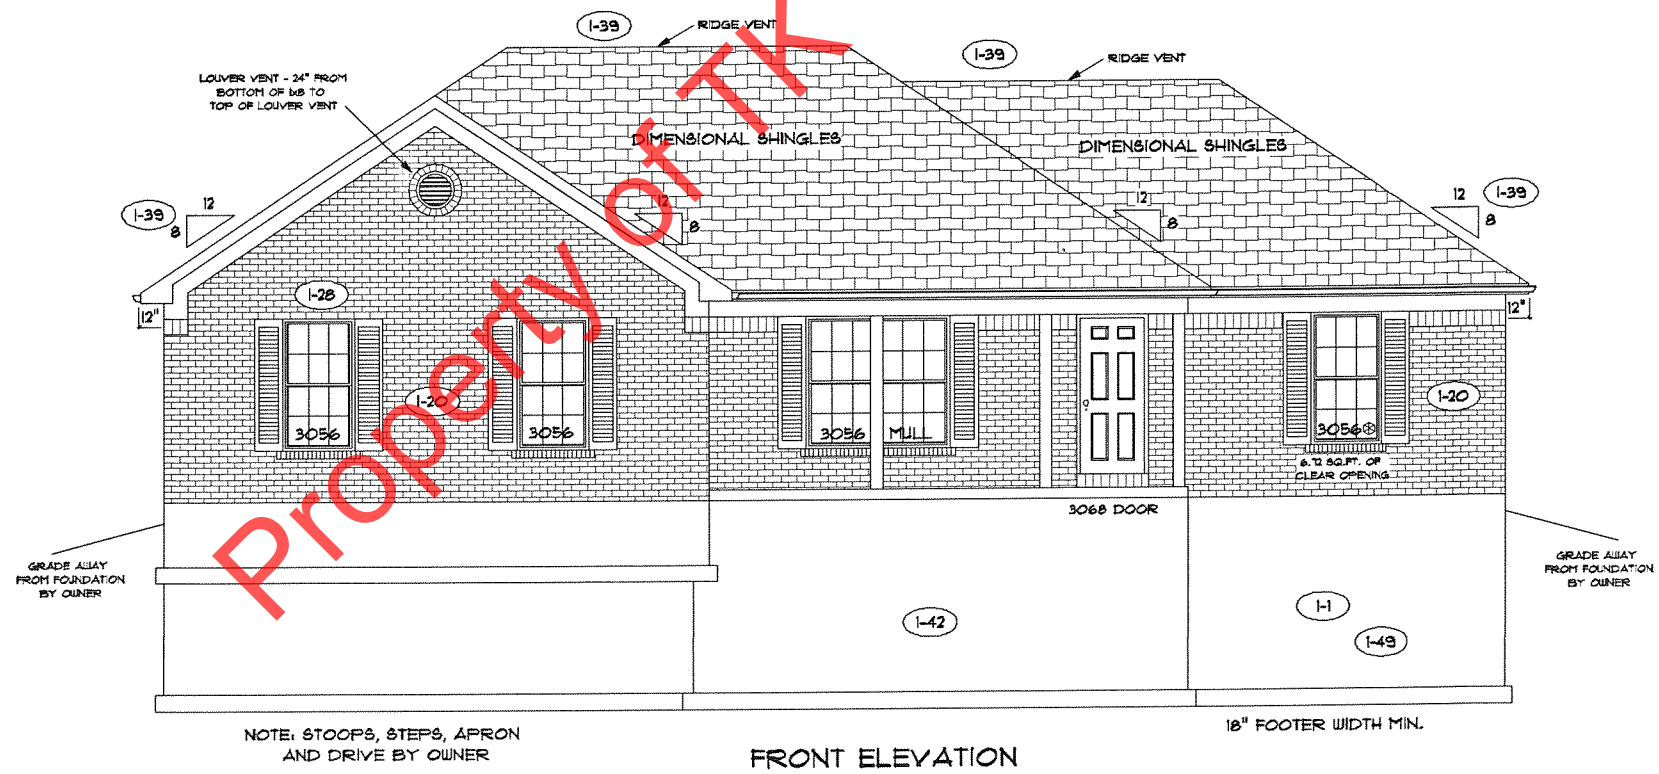 1-39
RIDGE VENT
1-39
RIDGE VENT
LOUVER VENT - 24" FROM
BOTTOM OF 1x8 TO
TOP OF LOUVER VENT
DIMENSIONAL SHINGLES
DIMENSIONAL SHINGLES
1-39
12
8
12
8
12
8
12
8
1-39
12"
1-28
12"
1-20
1-20
3056
3056
3056
MULL
3056
6.72 SQ.FT. OF
CLEAR OPENING
3068 DOOR
GRADE AWAY
FROM FOUNDATION
BY OWNER
GRADE AWAY
FROM FOUNDATION
BY OWNER
1-42
1-1
1-49
NOTE: STOOPS, STEPS, APRON
AND DRIVE BY OWNER
18" FOOTER WIDTH MIN.
FRONT ELEVATION
Property of TK